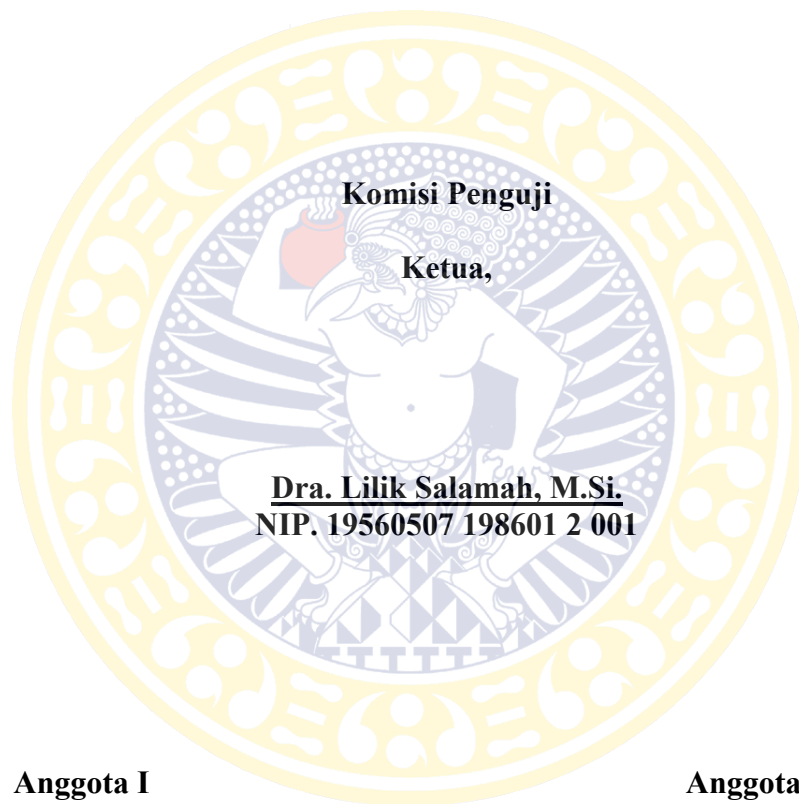 Komisi Penguji
Ketua,
Dra. Lilik Salamah, M.Si.
NIP. 19560507 198601 2 001
Anggota I Anggota